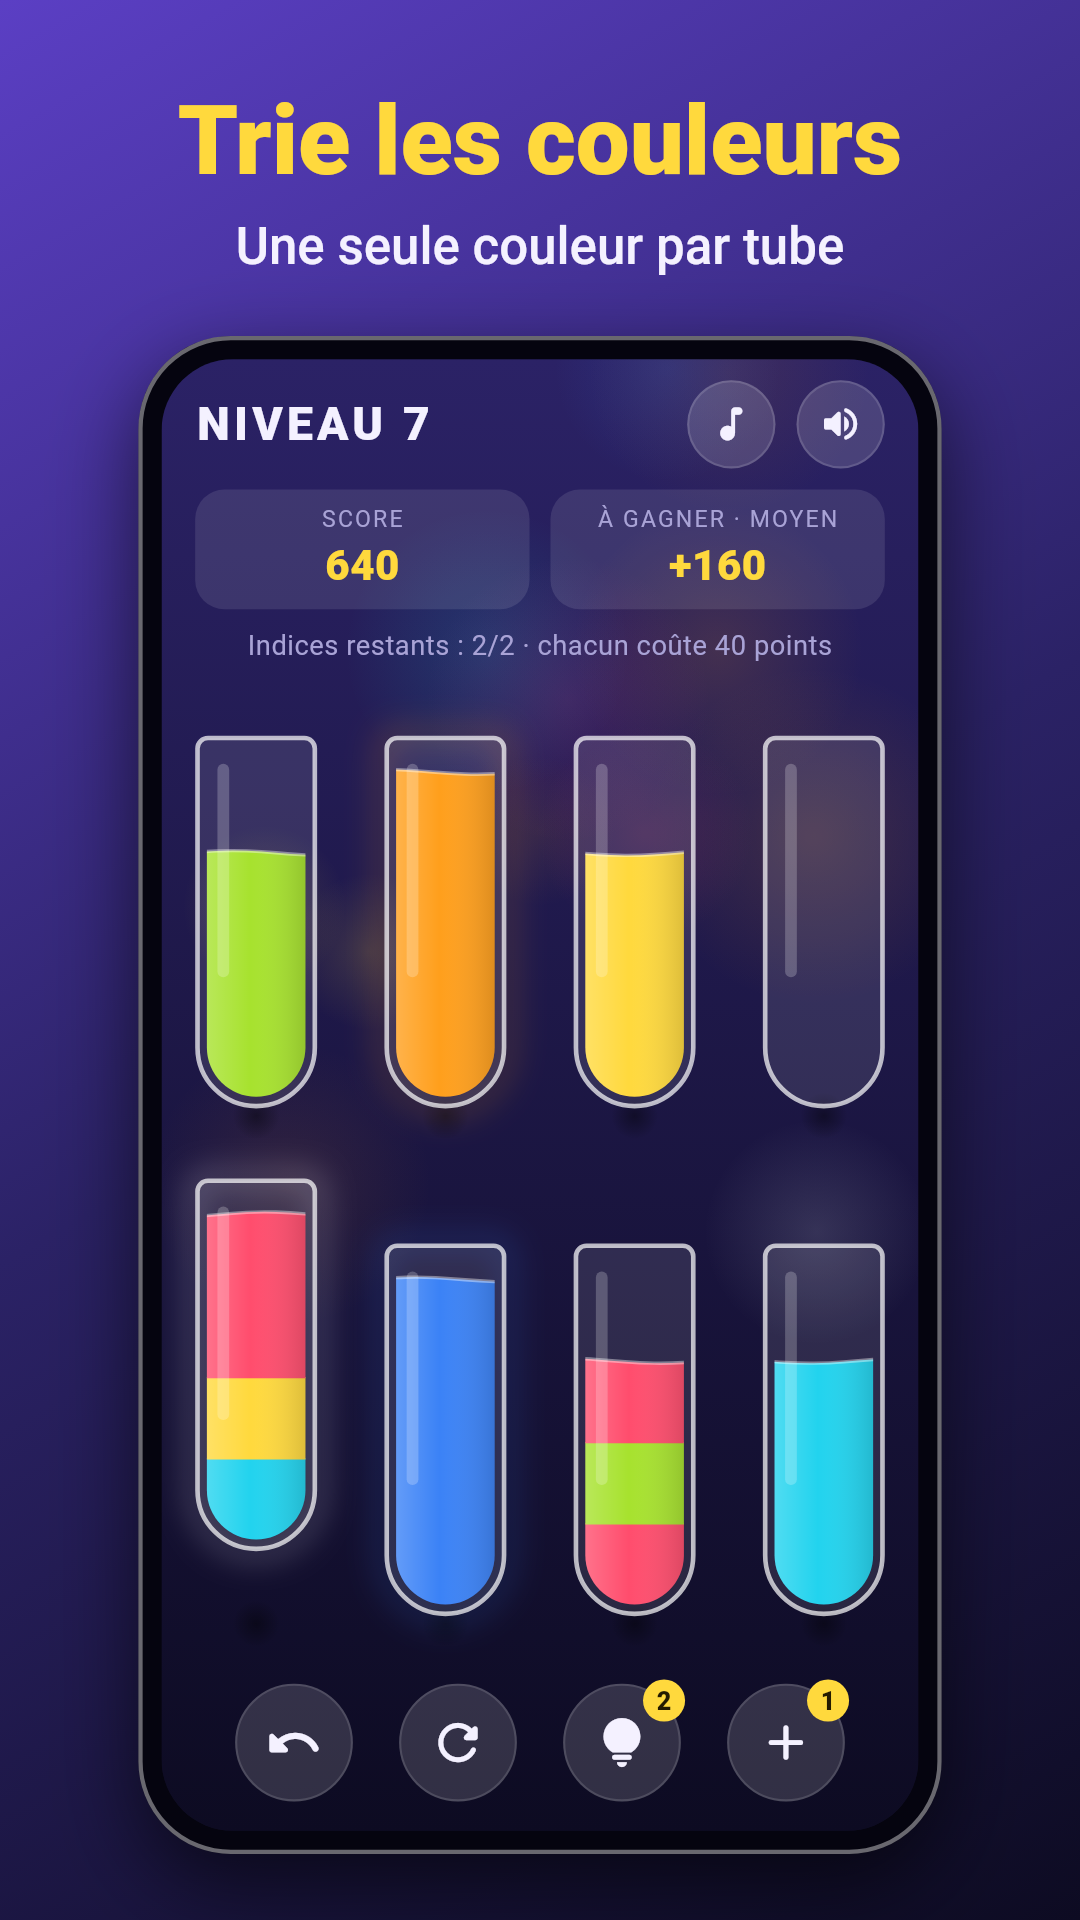 Trie les couleurs
Une seule couleur par tube
NIVEAU 7
SCORE
640
À GAGNER · MOYEN
+160
Indices restants : 2/2 · chacun coûte 40 points
2
1